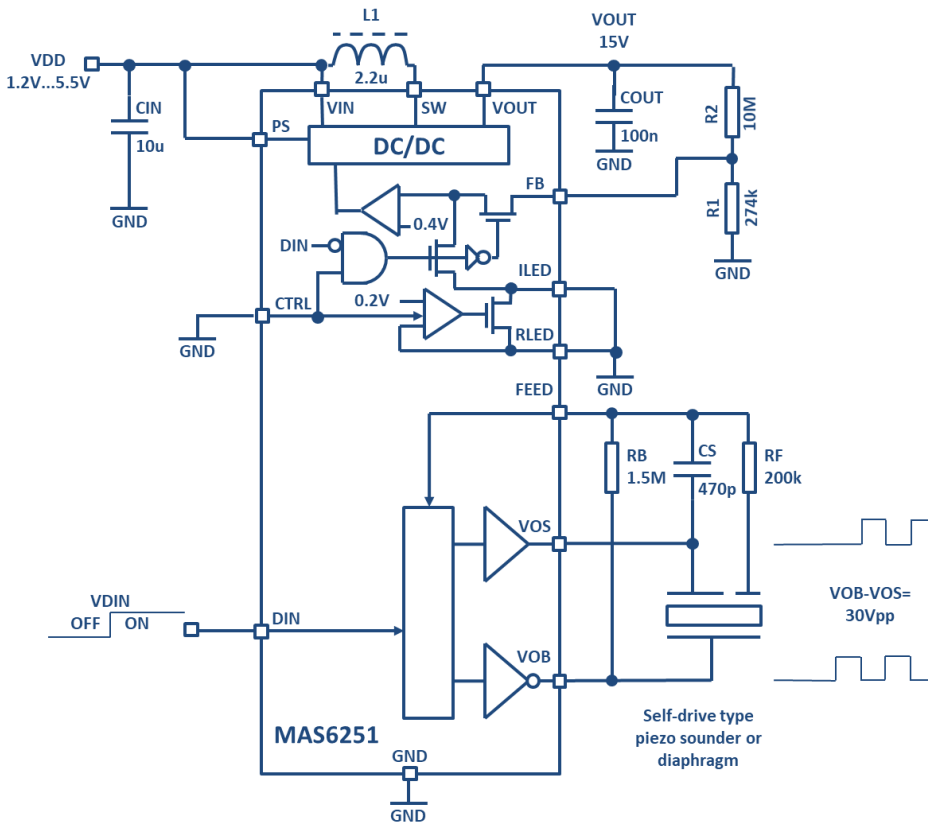 L1
VOUT
15V
VDD
1.2V...5.5V
2.2u
CIN
10u
VIN
SW
VOUT
COUT
100n
R2
10M
PS
DC/DC
GND
FB
R1
274k
GND
0.4V
DIN
GND
ILED
CTRL
0.2V
GND
RLED
GND
FEED
RB
1.5M
CS
470p
RF
200k
VOS
VDIN
OFF
ON
DIN
VOB-VOS=
30Vpp
VOB
MAS6251
Self-drive type
piezo sounder or
diaphragm
GND
GND